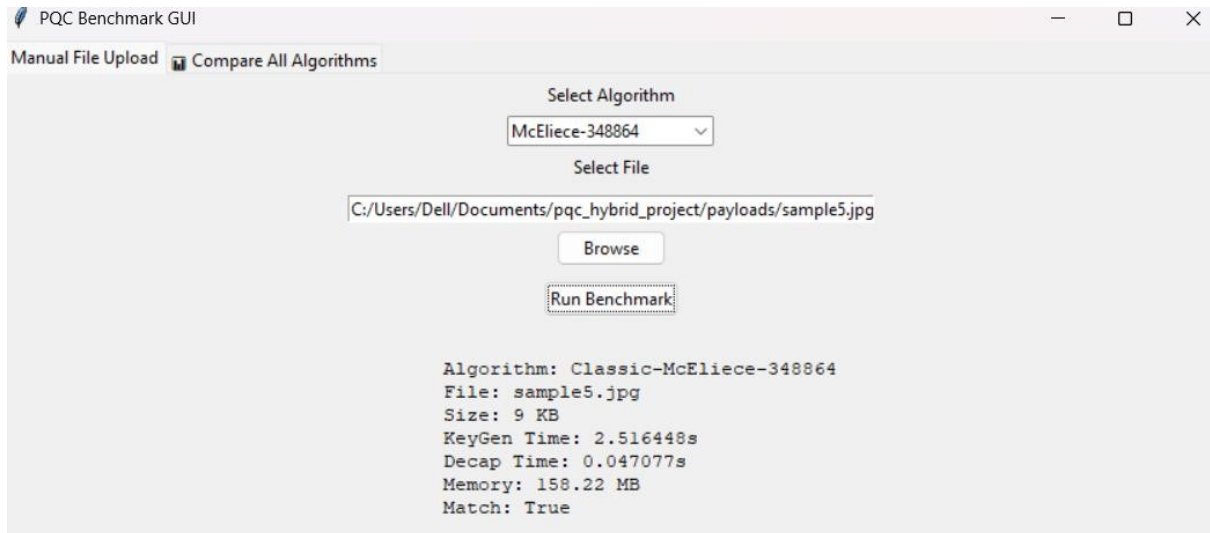 PQC Benchmark GUI
Manual File Upload Compare All Algorithms
Select Algorithm
McEliece-348864
Select File
C:/Users/Dell/Documents/pqc_hybrid_project/payloads/sample5.jpg
Browse
Run Benchmark
Algorithm: Classic-McEliece-348864
File: sample5.jpg
Size: 9 KB
KeyGen Time: 2.516448s
Decap Time: 0.047077s
Memory: 158.22 MB
Match: True